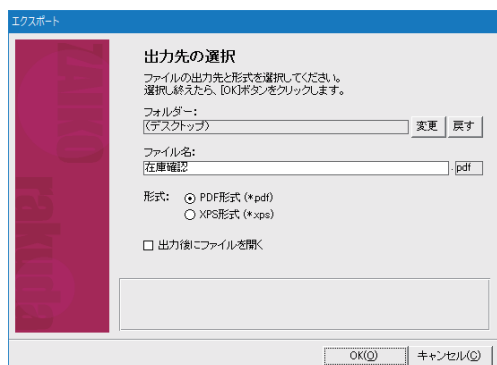 エクスポート
出力先の選択
ファイルの出力先と形式を選択してください。
選択し終えたら、[OK]ボタンをクリックします。
フォルダー:
(デスクトップ) 変更 戻す
ファイル名:
在庫確認 .pdf
形式: PDF形式 (*.pdf)
XPS形式 (*.xps)
出力後にファイルを開く
ZAIKO rakuda
OK(O) キャンセル(C)